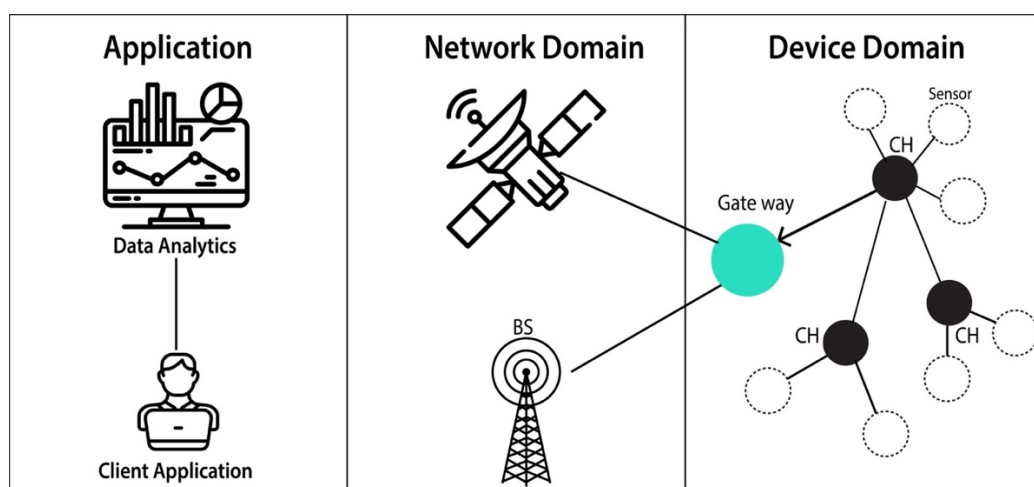 Application
Data Analytics
Client Application
Network Domain
BS
Device Domain
Sensor
CH
Gate way
CH
CH